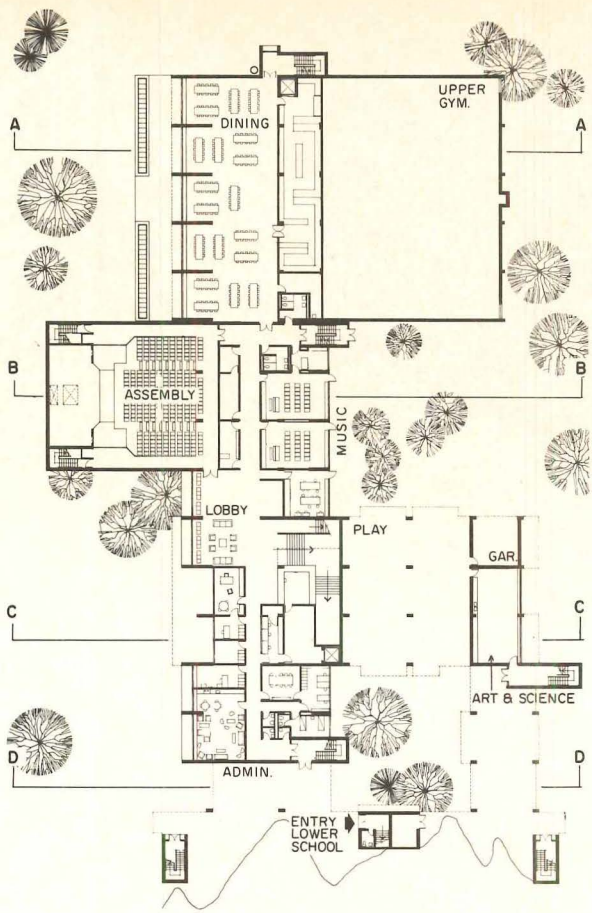 UPPER
GYM.
A
DINING
A
B
ASSEMBLY
MUSIC
B
LOBBY
PLAY
GAR.
C
C
ART & SCIENCE
D
ADMIN.
D
ENTRY
LOWER
SCHOOL